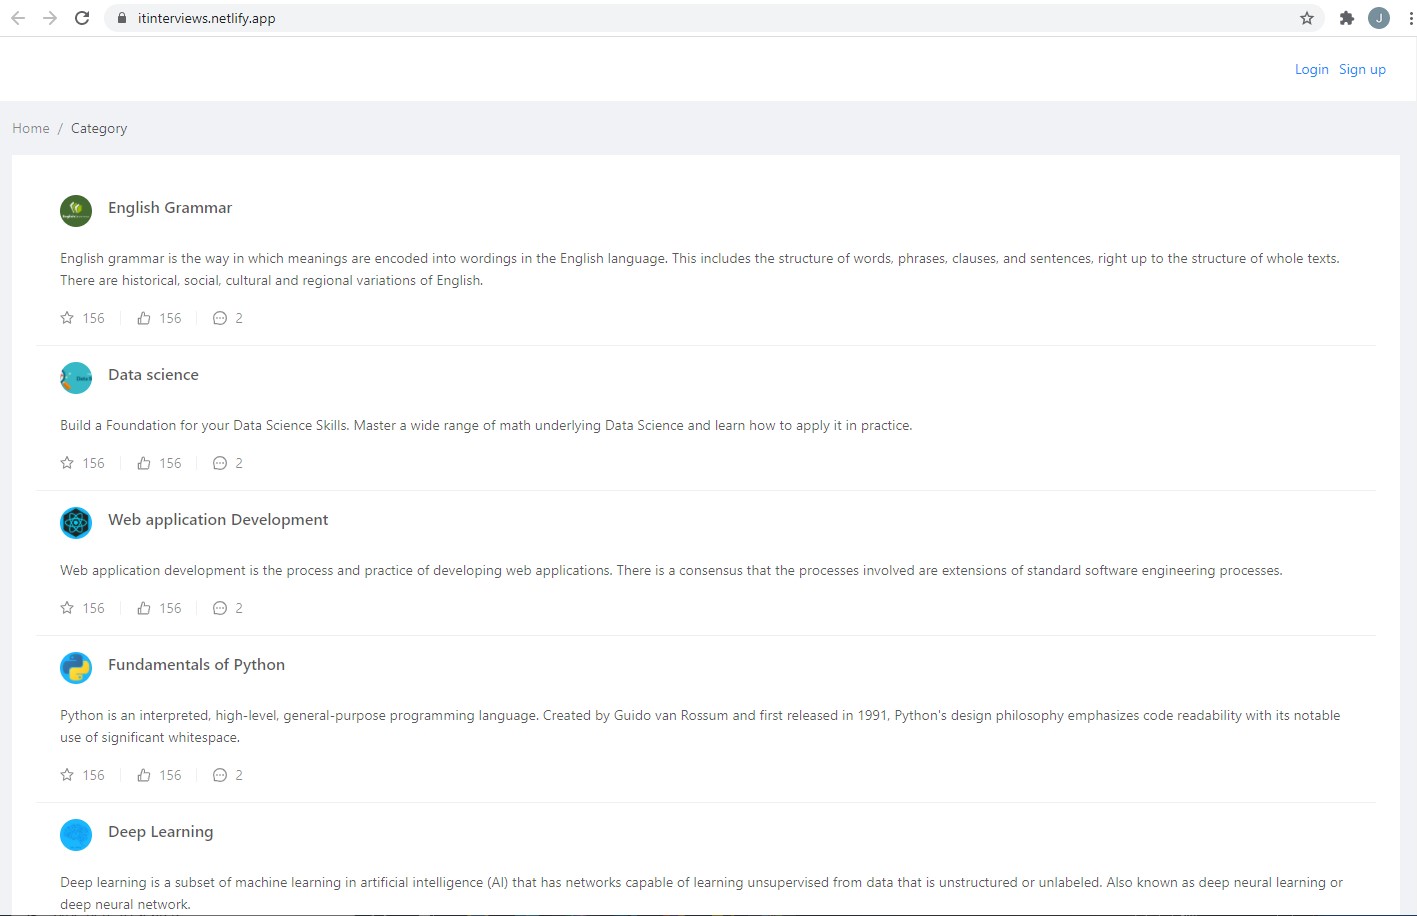 itinterviews.netlify.app
J
Login Sign up
Home / Category
English Grammar
English grammar is the way in which meanings are encoded into wordings in the English language. This includes the structure of words, phrases, clauses, and sentences, right up to the structure of whole texts.
There are historical, social, cultural and regional variations of English.
156 156 2
Data science
Build a Foundation for your Data Science Skills. Master a wide range of math underlying Data Science and learn how to apply it in practice.
156 156 2
Web application Development
Web application development is the process and practice of developing web applications. There is a consensus that the processes involved are extensions of standard software engineering processes.
156 156 2
Fundamentals of Python
Python is an interpreted, high-level, general-purpose programming language. Created by Guido van Rossum and first released in 1991, Python's design philosophy emphasizes code readability with its notable
use of significant whitespace.
156 156 2
Deep Learning
Deep learning is a subset of machine learning in artificial intelligence (AI) that has networks capable of learning unsupervised from data that is unstructured or unlabeled. Also known as deep neural learning or
deep neural network.